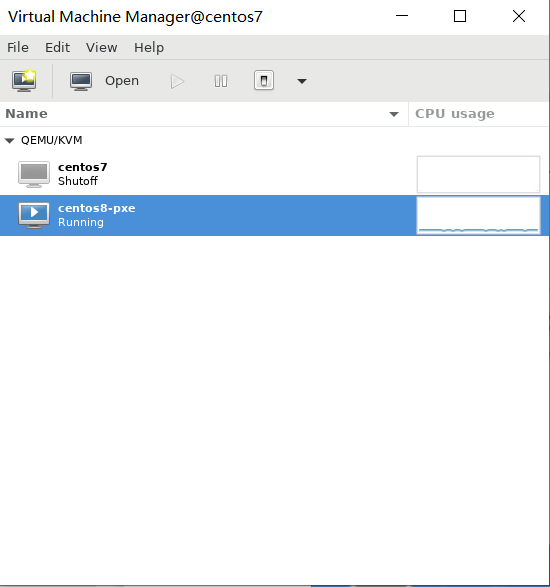 Virtual Machine Manager@centos7
File Edit View Help
Open
Name CPU usage
QEMU/KVM
centos7
Shutoff
centos8-pxe
Running